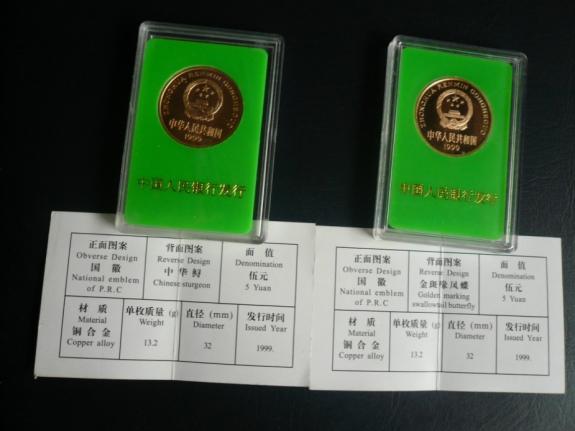 ZHONGHUA RENMIN GONGHEGUO
中华人民共和国
1999
中国人民银行发行
ZHONGHUA RENMIN GONGHEGUO
中华人民共和国
1999
中国人民银行发行
正面图案
Obverse Design
国徽
National emblem
of P.R.C
背面图案
Reverse Design
中华鲟
Chinese sturgeon
面值
Denomination
伍元
5 Yuan
材质
Material
铜合金
Copper alloy
单枚质量 (g)
Weight
13.2
直径 (mm)
Diameter
32
发行时间
Issued Year
1999.
正面图案
Obverse Design
国徽
National emblem
of P.R.C
背面图案
Reverse Design
金斑喙凤蝶
Golden marking
swallowtail butterfly
面值
Denomination
伍元
5 Yuan
材质
Material
铜合金
Copper alloy
单枚质量 (g)
Weight
13.2
直径 (mm)
Diameter
32
发行时间
Issued Year
1999.